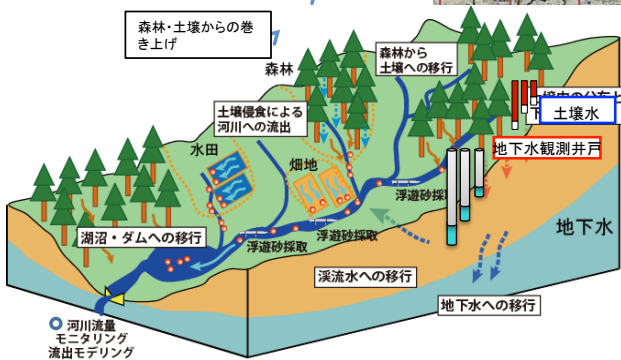 森林・土壌からの巻
き上げ
森林
森林から
土壌への移行
土壌水
土壌侵食による
河川への流出
水田
畑地
地下水観測井戸
浮遊砂採取
地下水
湖沼・ダムへの移行
浮遊砂採取
浮遊砂採取
渓流水への移行
地下水への移行
河川流量
モニタリング
流出モデリング